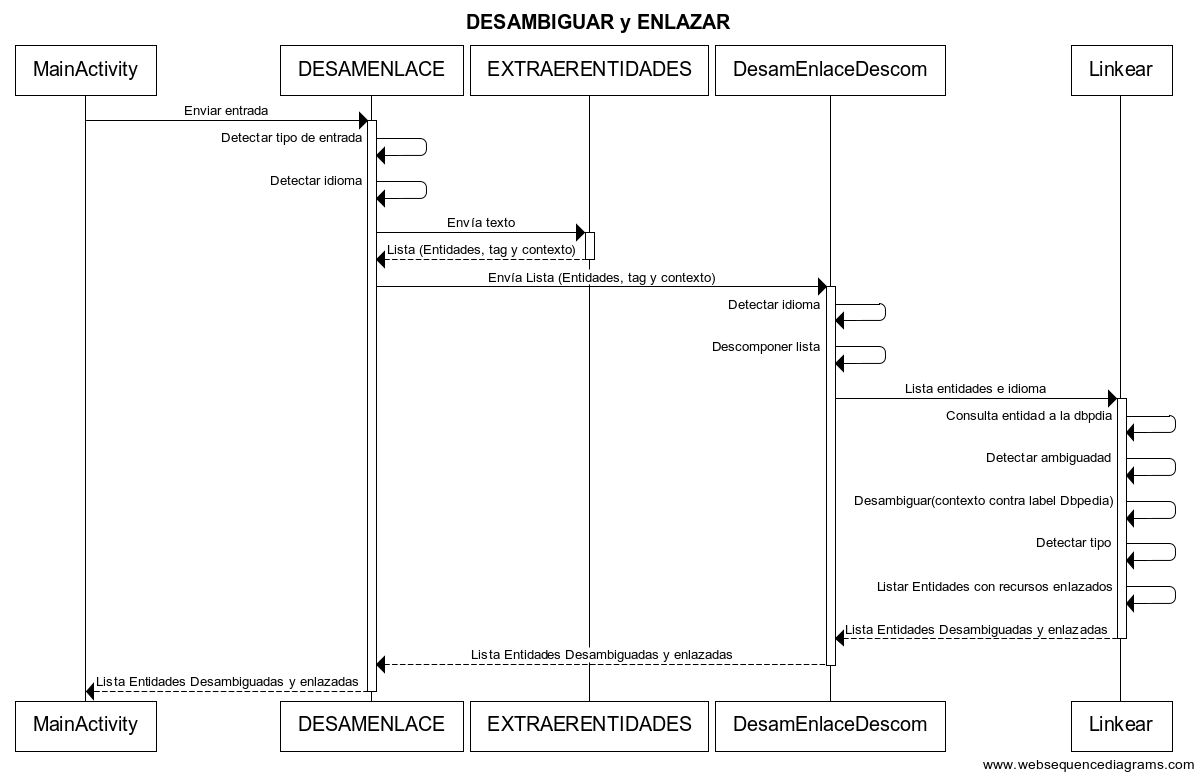 DESAMBIGUAR y ENLAZAR
MainActivity
DESAMENLACE
EXTRAERENTIDADES
DesamEnlaceDescom
Linkear
Enviar entrada
Detectar tipo de entrada
Detectar idioma
Envía texto
Lista (Entidades, tag y contexto)
Envía Lista (Entidades, tag y contexto)
Detectar idioma
Descomponer lista
Lista entidades e idioma
Consulta entidad a la dbpdia
Detectar ambiguadad
Desambiguar(contexto contra label Dbpedia)
Detectar tipo
Listar Entidades con recursos enlazados
Lista Entidades Desambiguadas y enlazadas
Lista Entidades Desambiguadas y enlazadas
Lista Entidades Desambiguadas y enlazadas
MainActivity
DESAMENLACE
EXTRAERENTIDADES
DesamEnlaceDescom
Linkear
www.websequencediagrams.com